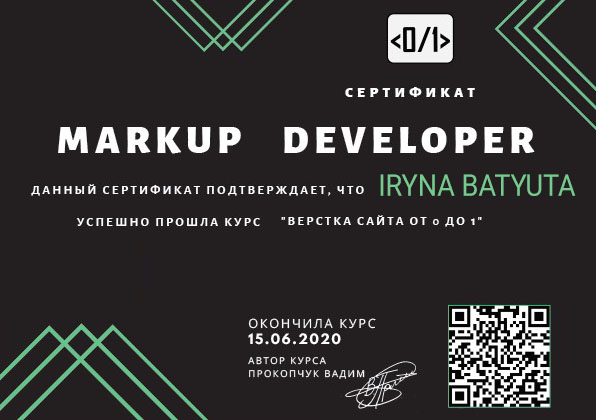 <0/1>
СЕРТИФИКАТ
MARKUP DEVELOPER
ДАННЫЙ СЕРТИФИКАТ ПОДТВЕРЖДАЕТ, ЧТО IRYNA BATYUTA
УСПЕШНО ПРОШЛА КУРС "ВЕРСТКА САЙТА ОТ 0 ДО 1"
ОКОНЧИЛА КУРС
15.06.2020
АВТОР КУРСА
ПРОКОПЧУК ВАДИМ